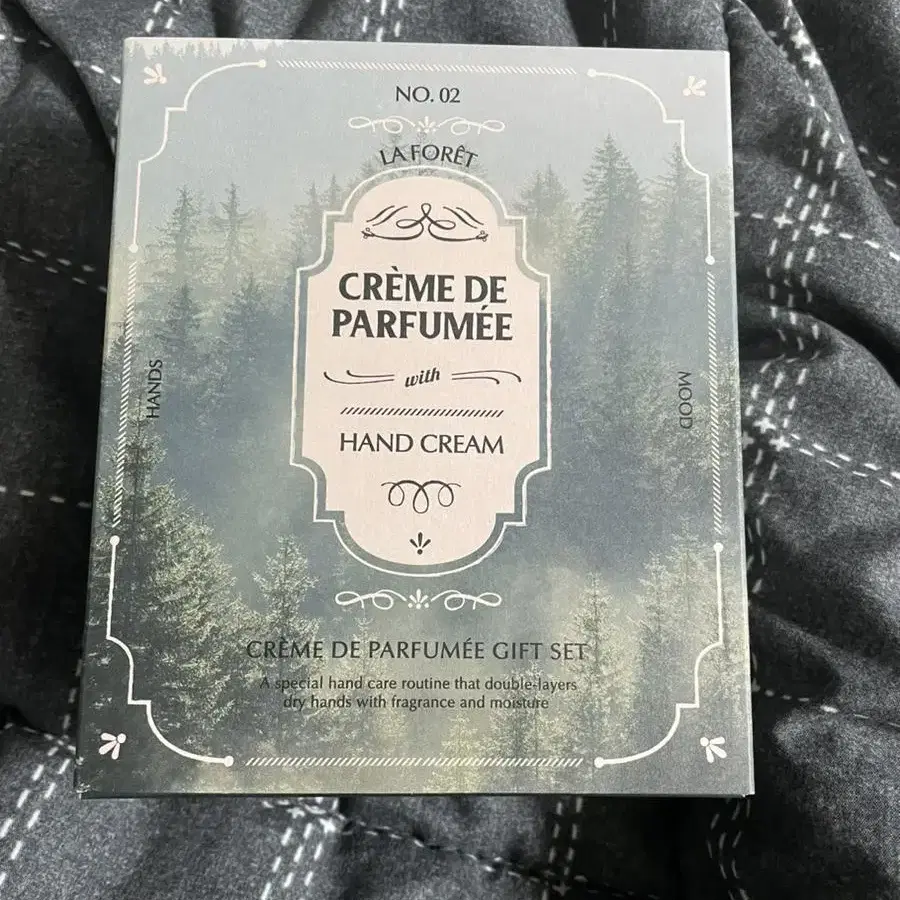 NO. 02
LA FORÊT
CRÈME DE
PARFUMÉE
with
HAND CREAM
HANDS
MOOD
CRÈME DE PARFUMÉE GIFT SET
A special hand care routine that double-layers
dry hands with fragrance and moisture